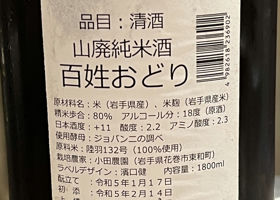 品目：清酒
山廃純米酒
百姓おどり
原材料名：米（岩手県産）、米麹（岩手県産米）
精米歩合：80％　アルコール分：18度（原酒）
日本酒度：+11　酸度：2.2　アミノ酸度：2.3
使用酵母：ジョバンニの調べ
原料米：陸羽132号（100％使用）
栽培農家：小田農園（岩手県花巻市東和町）
ラベルデザイン：濱口健　内容量：1800ml
酛立て　：令和５年１月１７日
初　添　：令和５年２月１４日
4 982618 236902